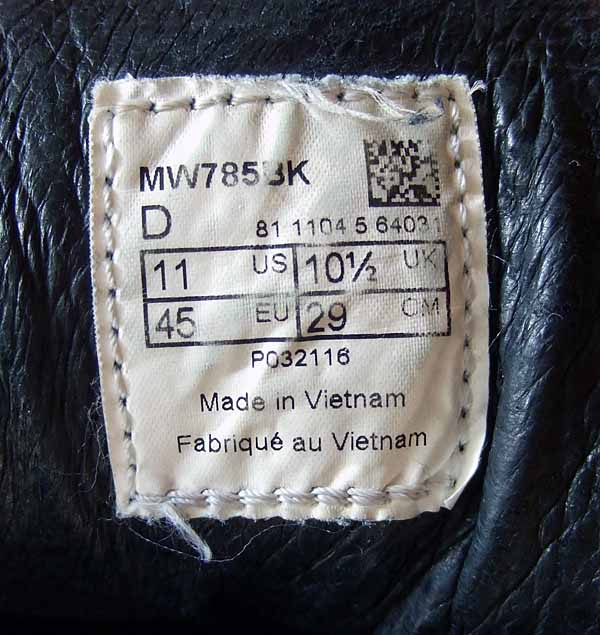 MW785BK
D 81 1104 5 64031
11 US 10½ UK
45 EU 29 CM
P032116
Made in Vietnam
Fabriqué au Vietnam